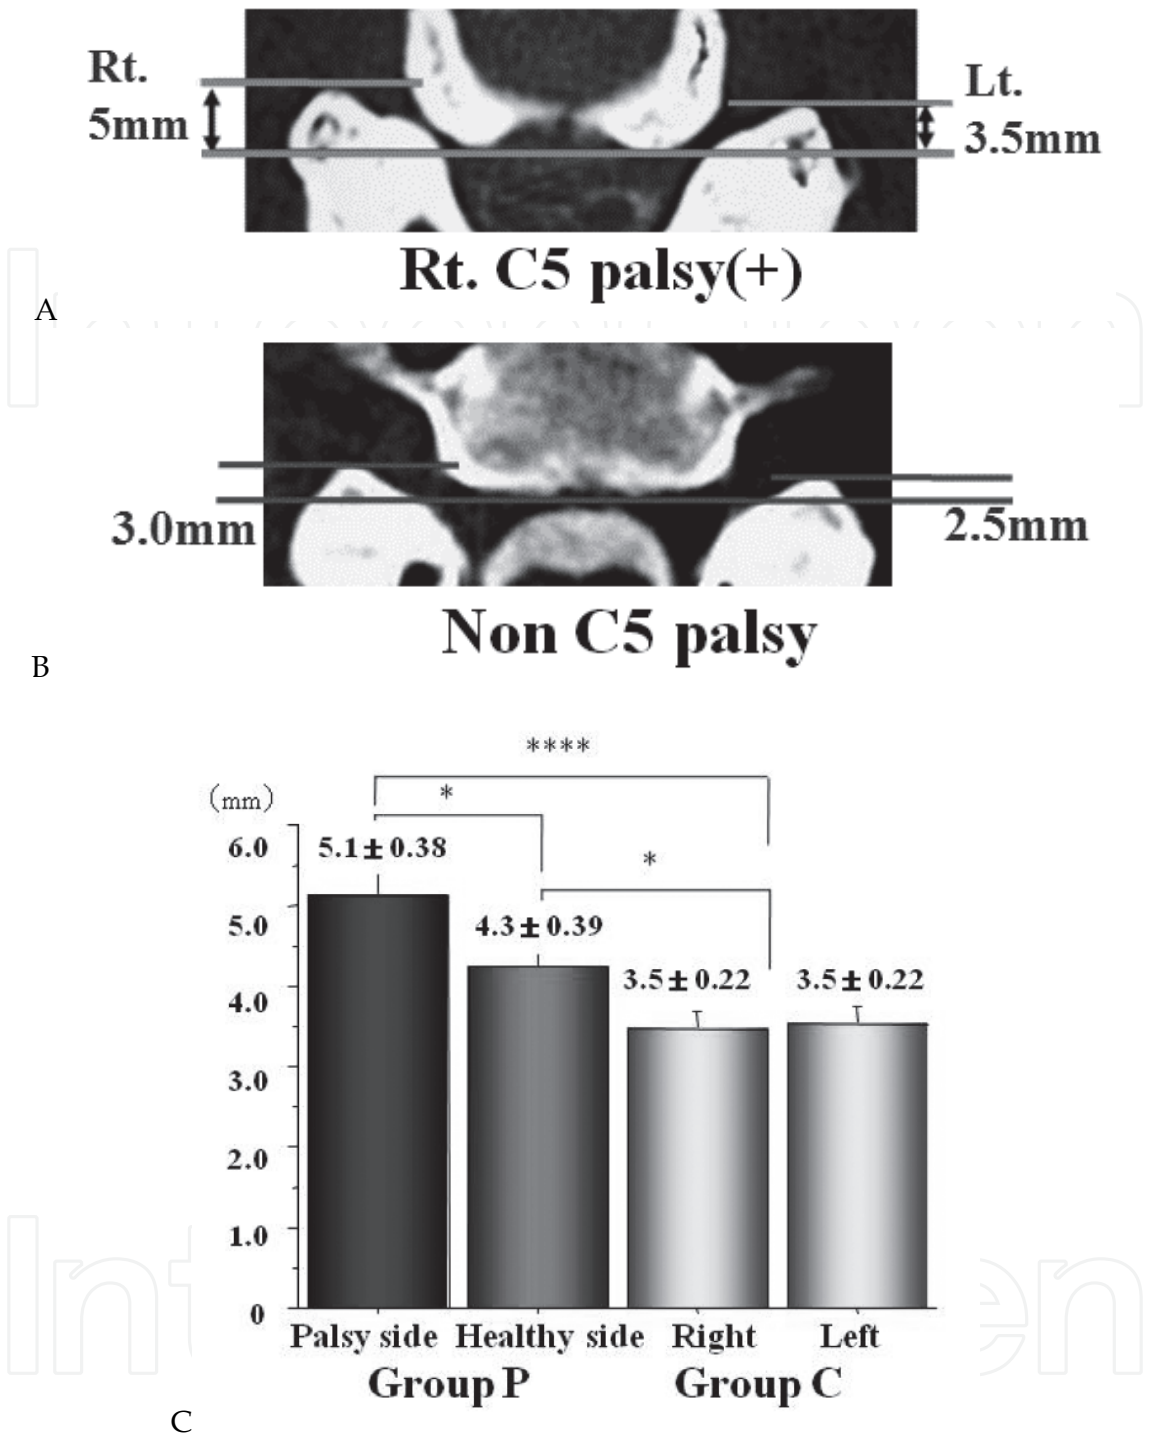 Rt.
5mm
Lt.
3.5mm
Rt. C5 palsy(+)
A
3.0mm
2.5mm
Non C5 palsy
B
****
(mm)
*
6.0
5.1 ± 0.38
*
5.0
4.3 ± 0.39
3.5 ± 0.22
3.5 ± 0.22
4.0
3.0
2.0
1.0
0
Palsy side
Healthy side
Right
Left
Group P
Group C
C